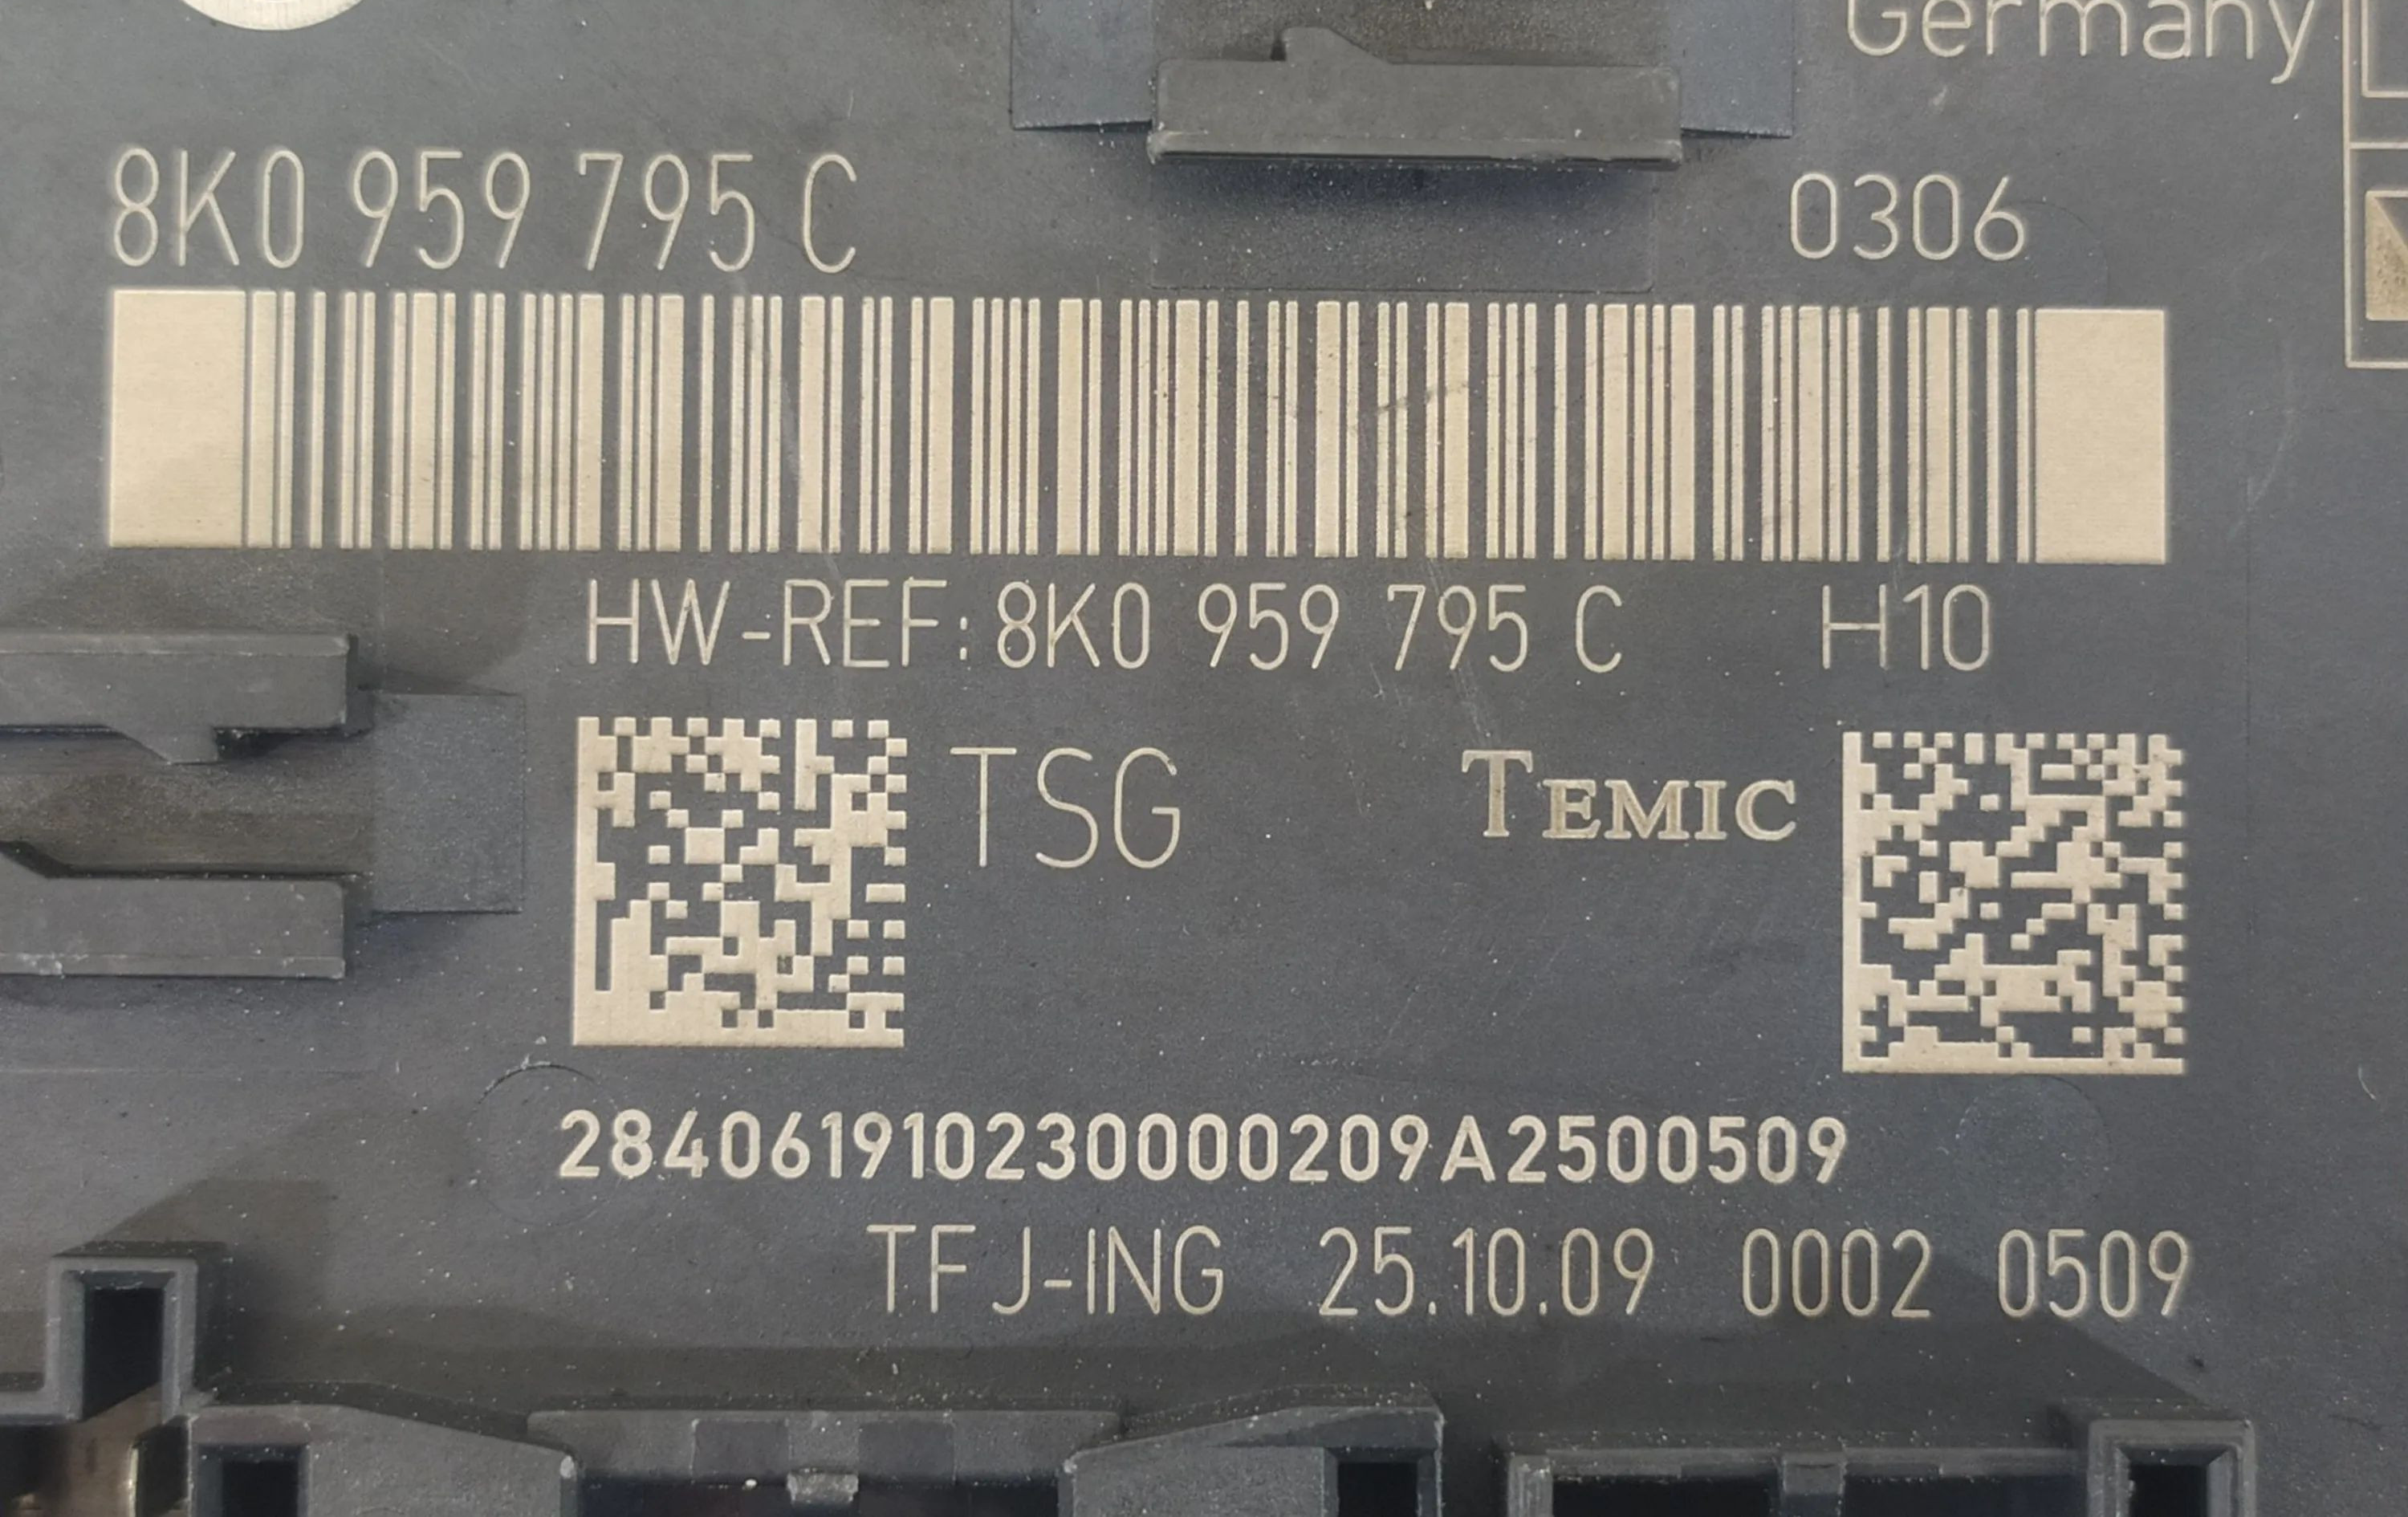 Germany
8K0 959 795 C 0306
HW-REF: 8K0 959 795 C H10
TSG TEMIC
284061910230000209A2500509
TFJ-ING 25.10.09 0002 0509